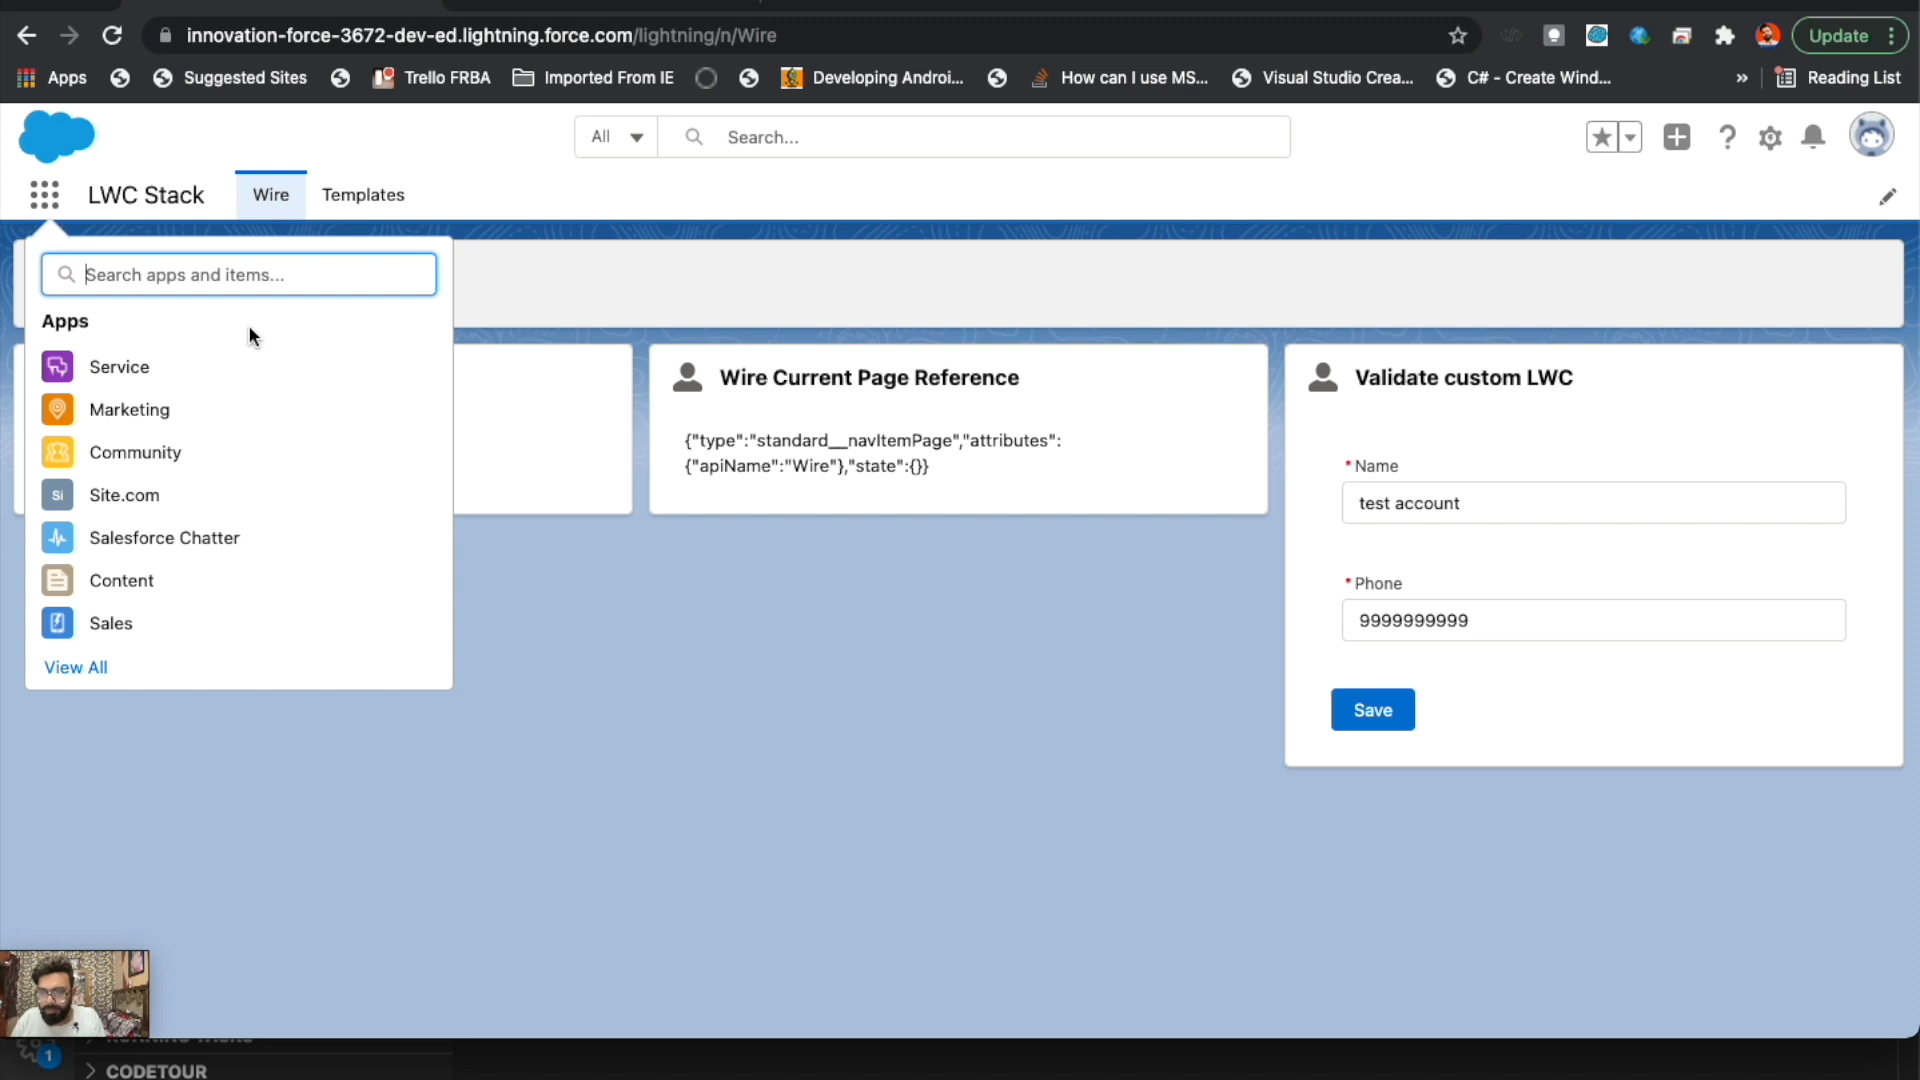 innovation-force-3672-dev-ed.lightning.force.com/lightning/n/Wire
Update
Apps
Suggested Sites
Trello FRBA
Imported From IE
Developing Androi...
How can I use MS...
Visual Studio Crea...
C# - Create Wind...
»
Reading List
All
Search...
LWC Stack
Wire
Templates
Search apps and items...
Apps
Service
Marketing
Community
Si
Site.com
Salesforce Chatter
Content
Sales
View All
Wire Current Page Reference
{"type":"standard__navItemPage","attributes":
{"apiName":"Wire"},"state":{}}
Validate custom LWC
* Name
test account
* Phone
9999999999
Save
1
CODETOUR